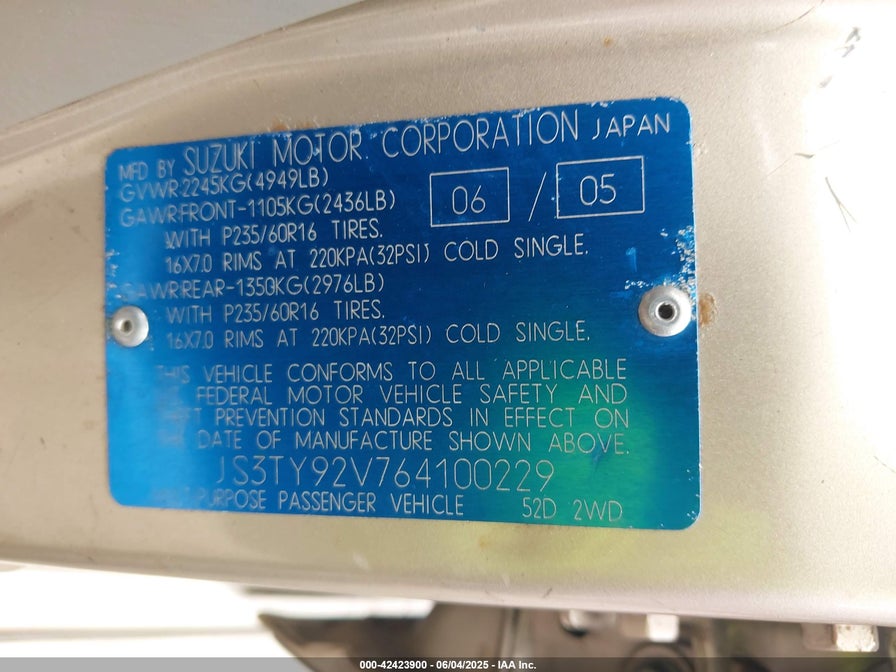 MFD BY SUZUKI MOTOR CORPORATION JAPAN
GVWR-2245KG(4949LB)
GAWR:FRONT-1105KG(2436LB) 06 / 05
WITH P235/60R16 TIRES.
16X7.0 RIMS AT 220KPA(32PSI) COLD SINGLE.
GAWR:REAR-1350KG(2976LB)
WITH P235/60R16 TIRES.
16X7.0 RIMS AT 220KPA(32PSI) COLD SINGLE.
THIS VEHICLE CONFORMS TO ALL APPLICABLE
FEDERAL MOTOR VEHICLE SAFETY AND
THEFT PREVENTION STANDARDS IN EFFECT ON
THE DATE OF MANUFACTURE SHOWN ABOVE.
JS3TY92V764100229
PURPOSE PASSENGER VEHICLE 52D 2WD
000-42423900 - 06/04/2025 - IAA Inc.